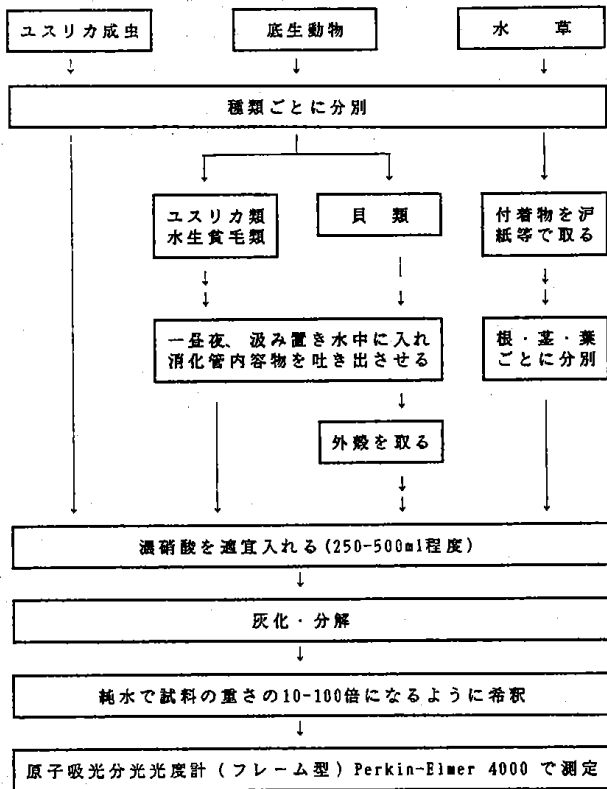 ユスリカ成虫
底生動物
水 草
種類ごとに分別
ユスリカ類
水生貧毛類
貝 類
付着物を沪
紙等で取る
一昼夜、汲み置き水中に入れ
消化管内容物を吐き出させる
根・茎・葉
ごとに分別
外殻を取る
濃硝酸を適宜入れる(250-500ml程度)
灰化・分解
純水で試料の重さの10-100倍になるように希釈
原子吸光分光光度計(フレーム型)Perkin-Elmer 4000 で測定